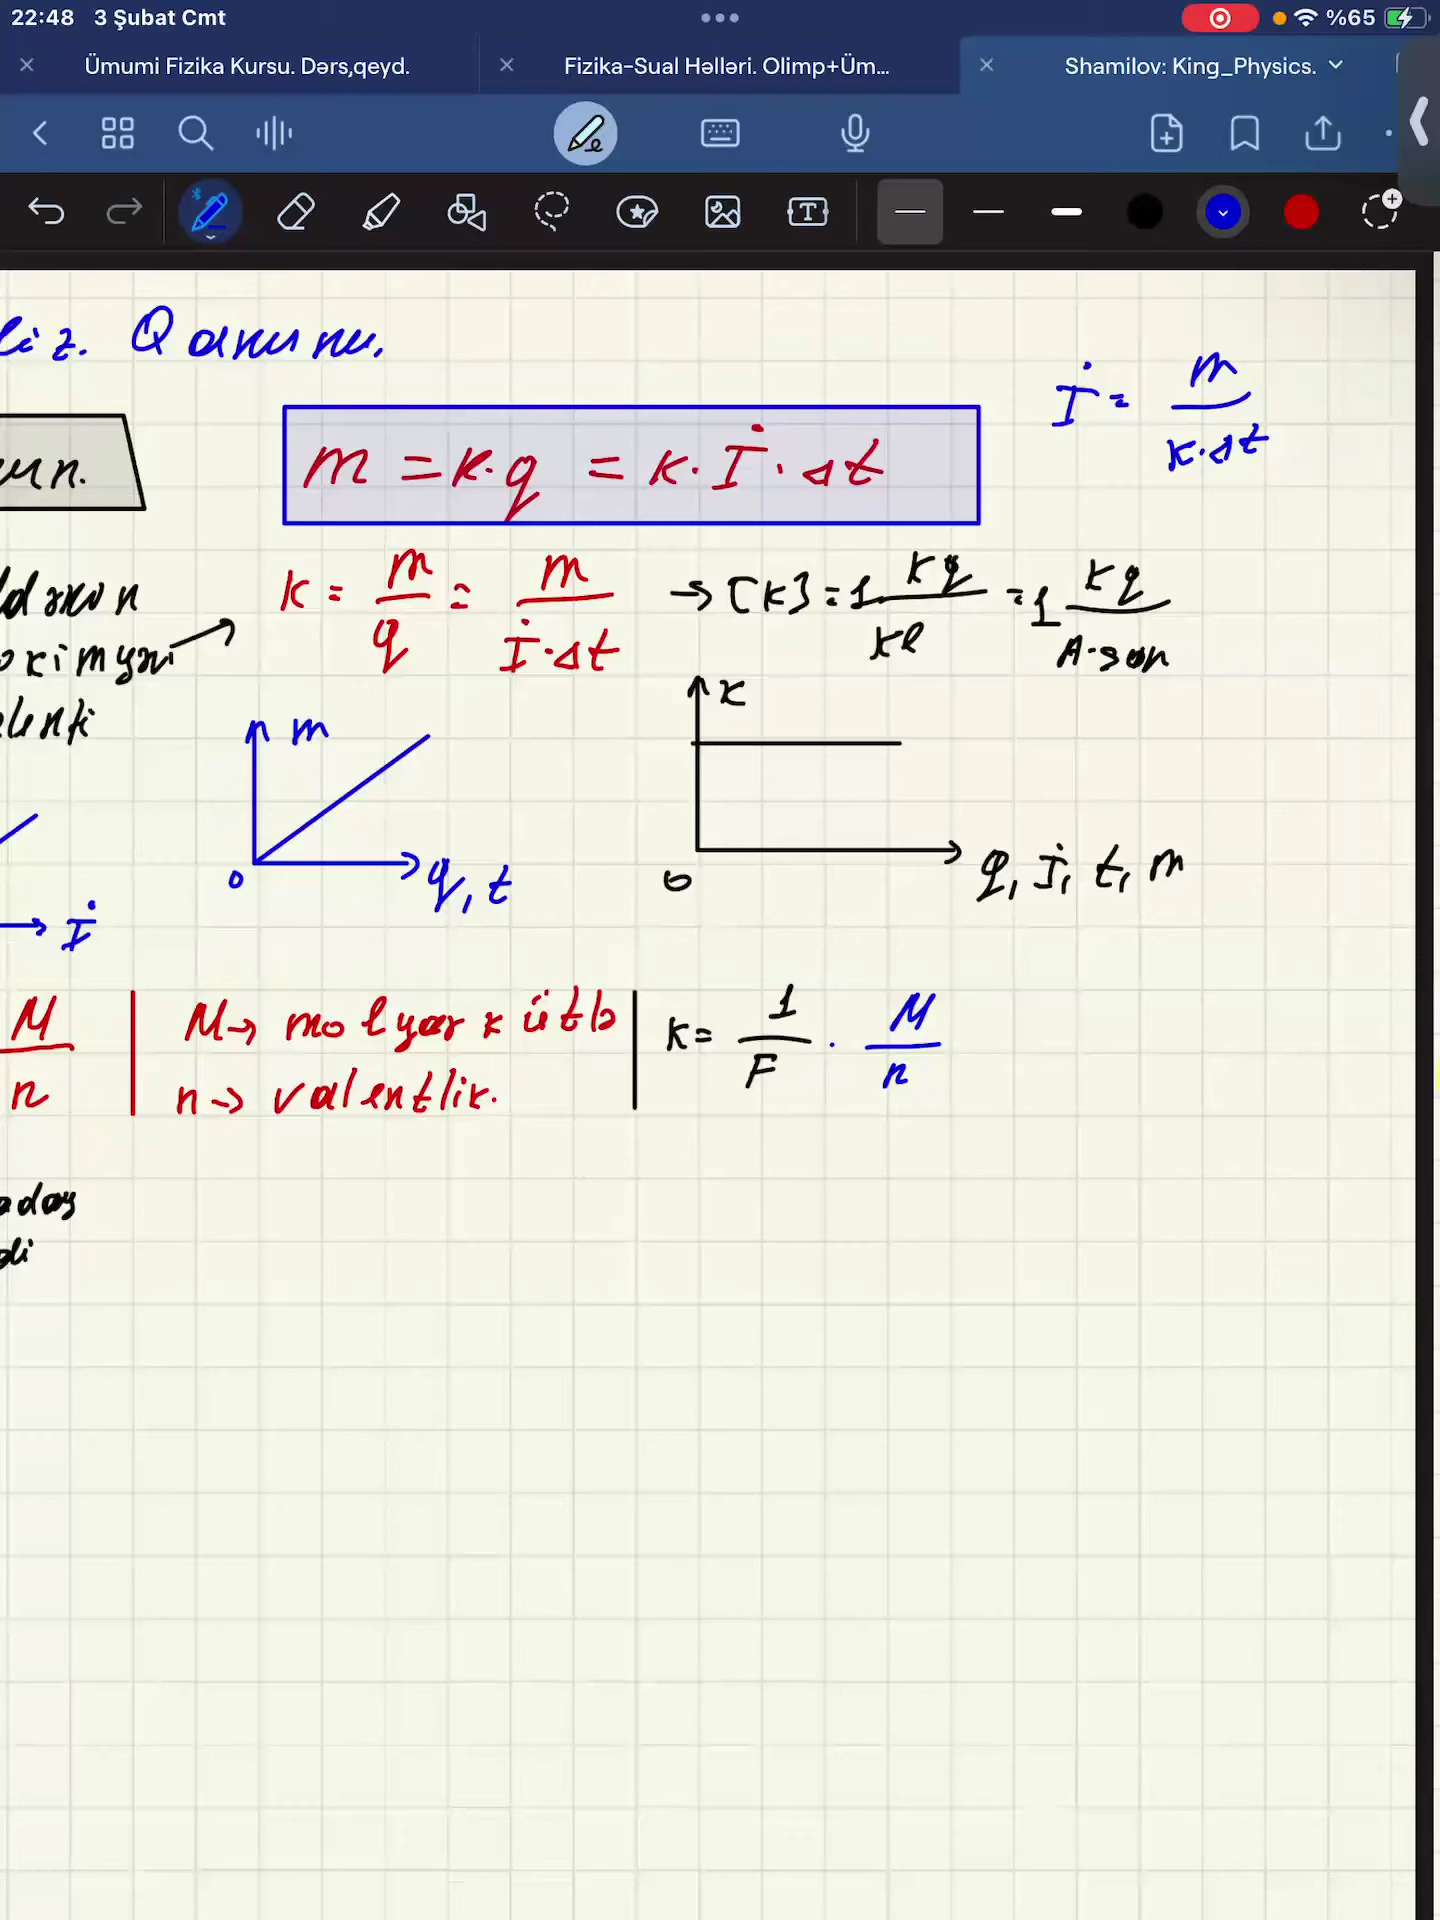 22:48 3 Şubat Cmt
%65
Ümumi Fizika Kursu. Dərs,qeyd.
Fizika-Sual Həlləri. Olimp+Üm...
Shamilov: King_Physics.
liz. Qanunu.
I = m / k·Δt
m = k·q = k·I·Δt
k = m / q = m / I·Δt → [k] = 1 kq / kl = 1 kq / A·san
m
q, t
0
k
q, I, t, m
0
I
M / n
M → molyar kütlə
n → valentlik.
k = 1 / F · M / n